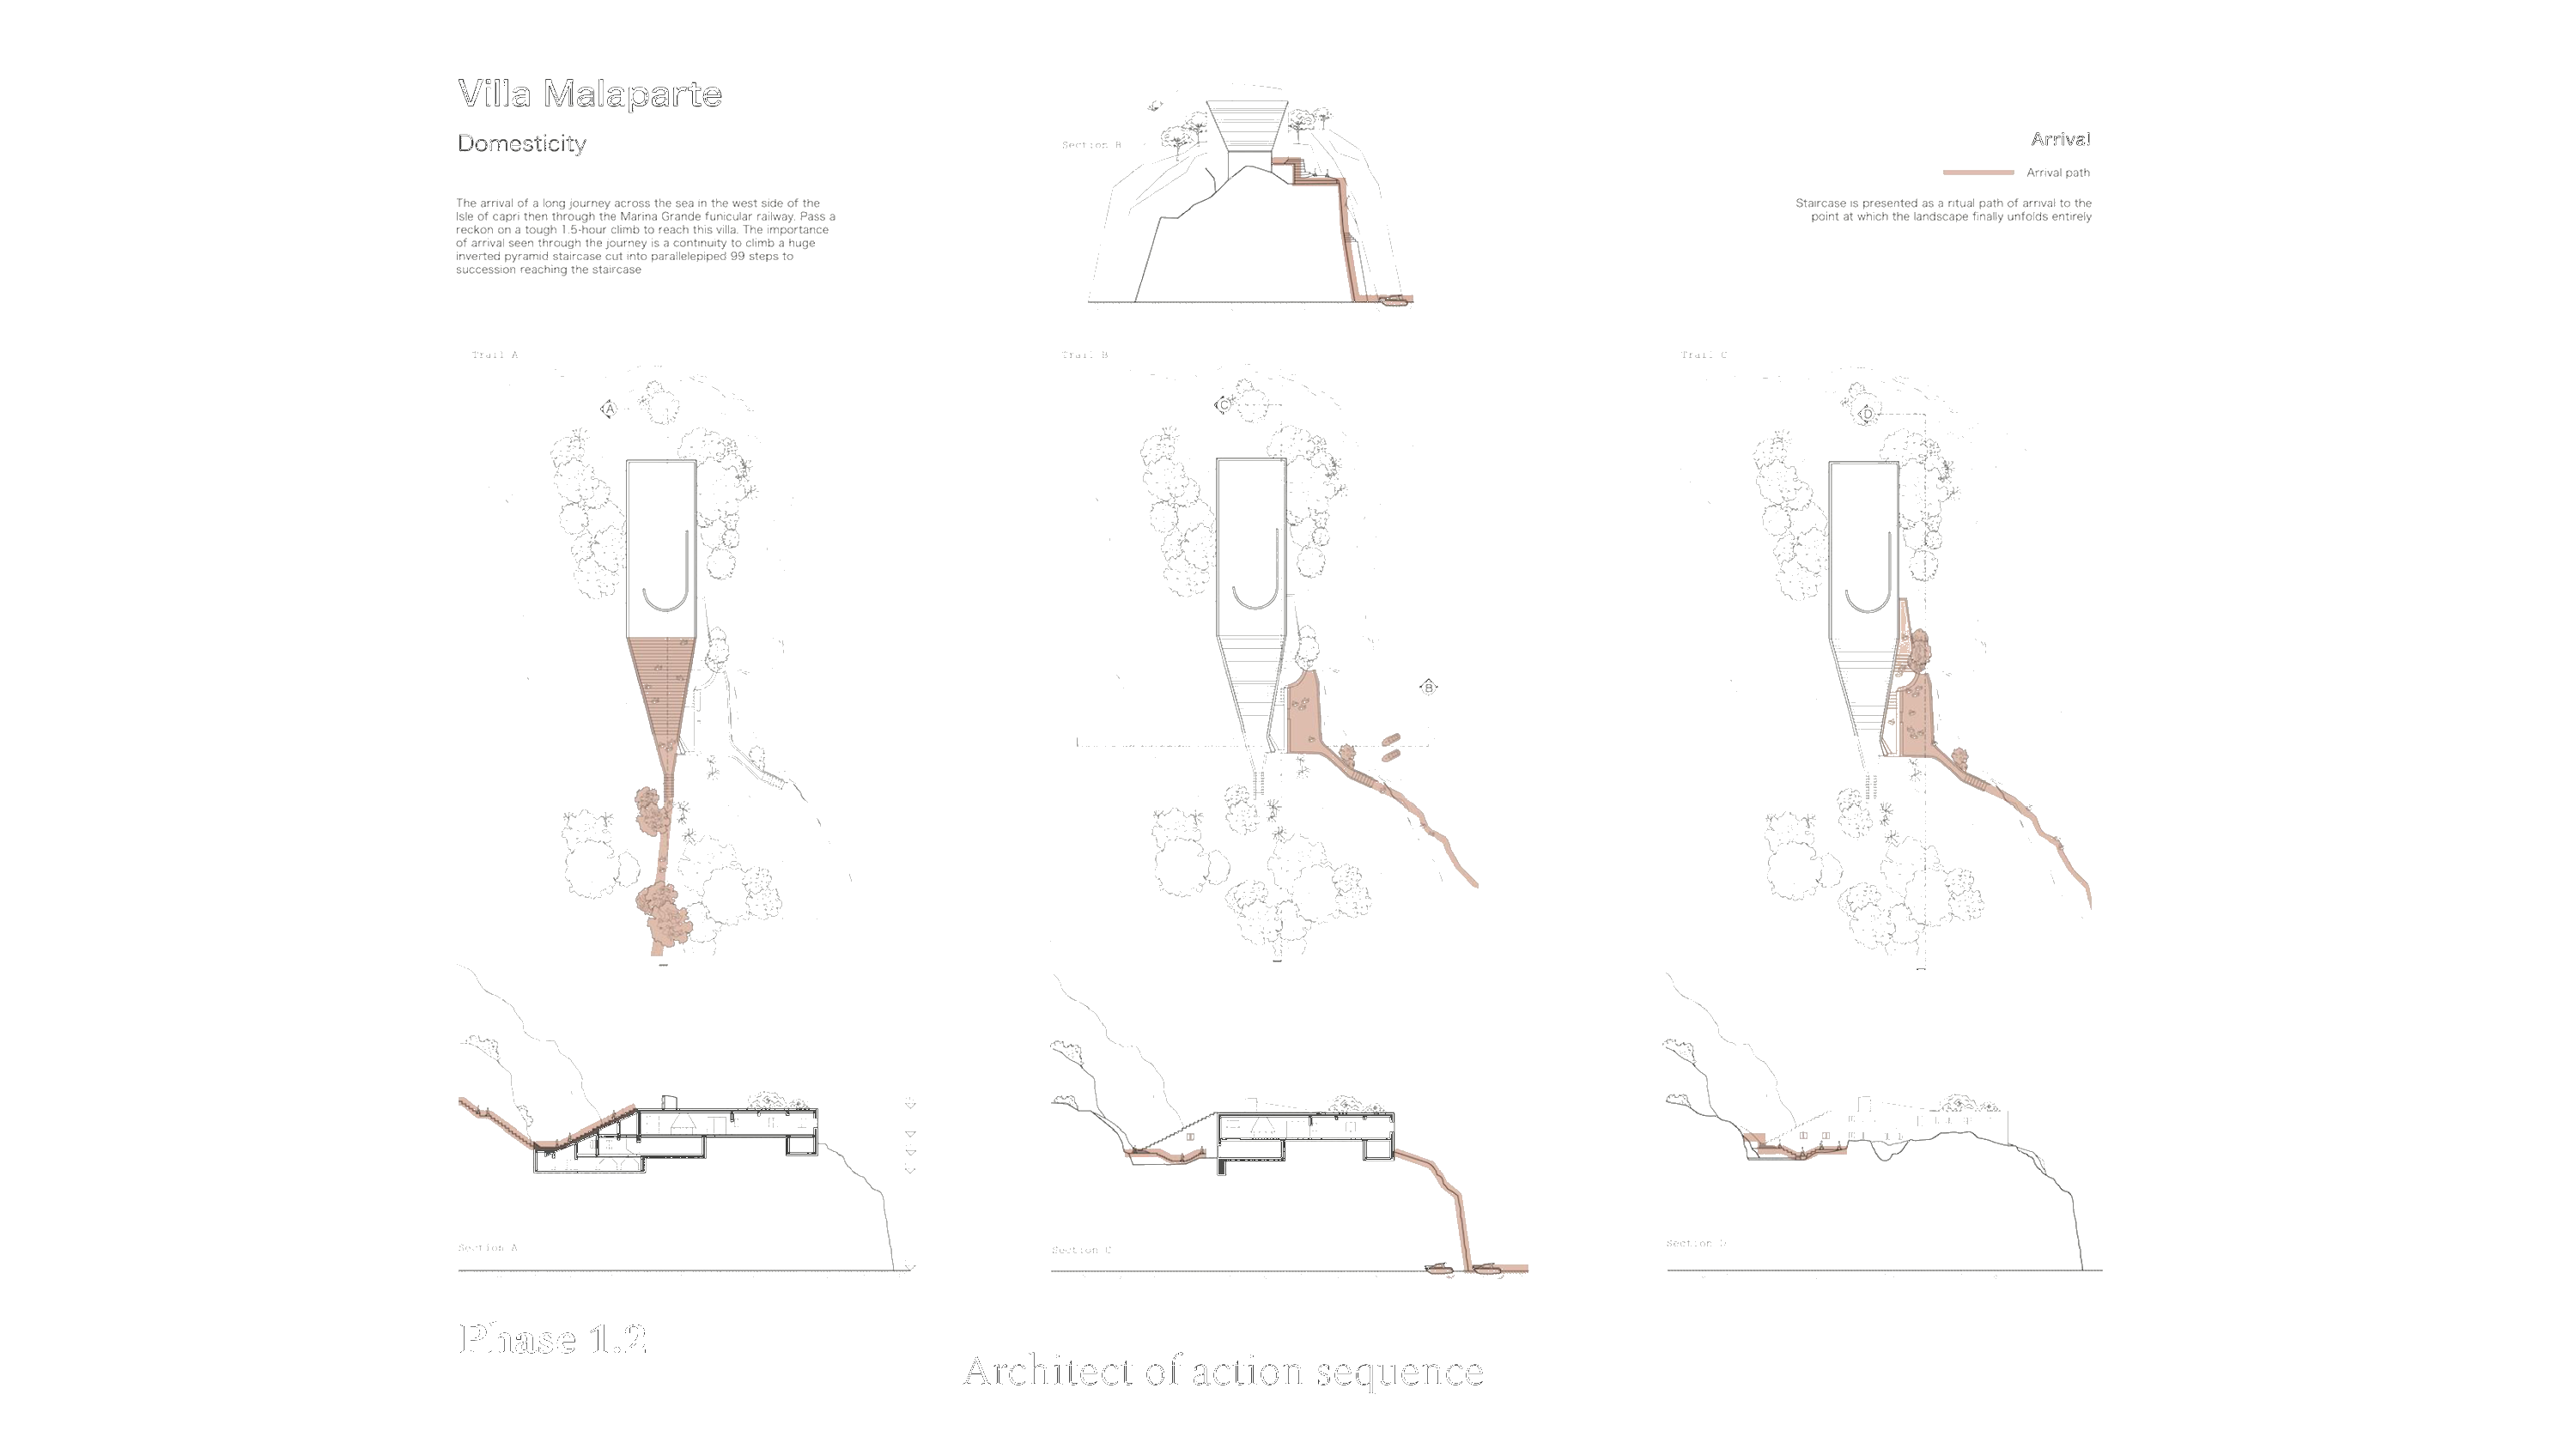 Villa Malaparte
Domesticity
The arrival of a long journey across the sea in the west side of the
Isle of capri then through the Marina Grande funicular railway. Pass a
reckon on a tough 1.5-hour climb to reach this villa. The importance
of arrival seen through the journey is a continuity to climb a huge
inverted pyramid staircase cut into parallelepiped 99 steps to
succession reaching the staircase
Section B
Arrival
Arrival path
Staircase is presented as a ritual path of arrival to the
point at which the landscape finally unfolds entirely
Trail A
Trail B
Trail C
A
C
D
B
Section A
Section C
Section D
Phase 1.2
Architect of action sequence